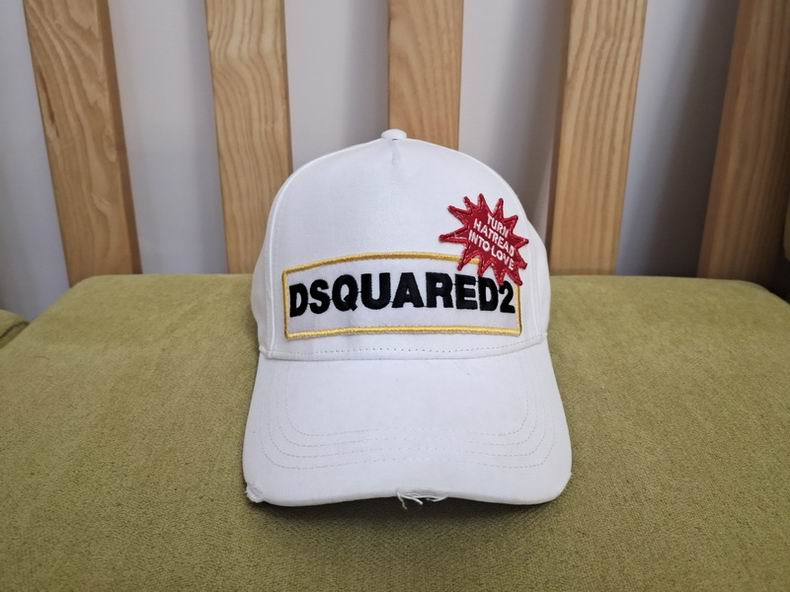 TURN
HATREAD
INTO LOVE
DSQUARED2